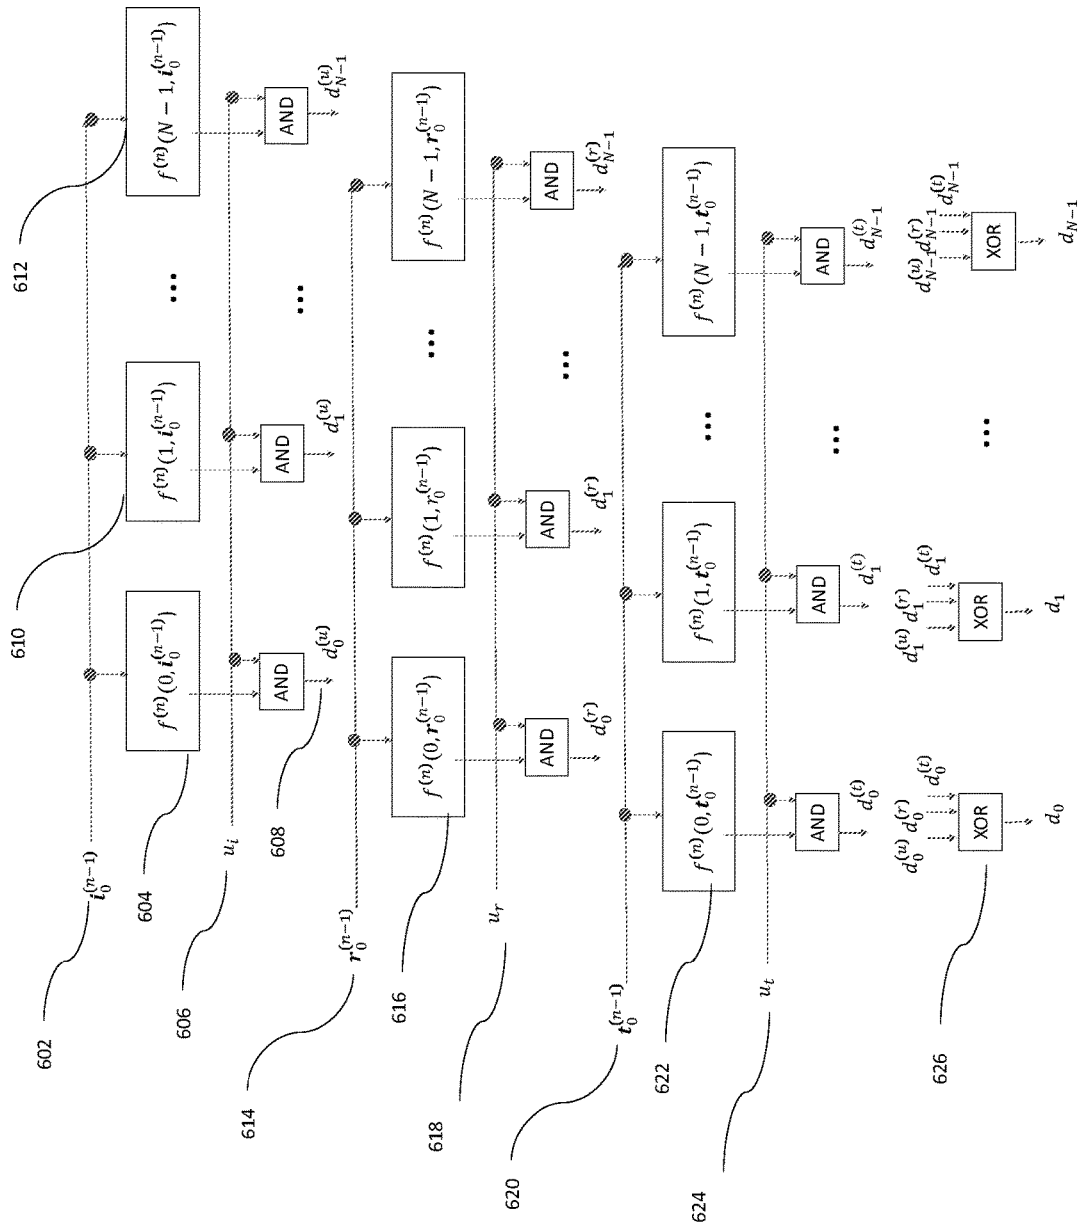 602 604 606 608 610 612
i_0^{(n-1)}
f^{(n)}(0, i_0^{(n-1)}) f^{(n)}(1, i_0^{(n-1)}) ... f^{(n)}(N − 1, i_0^{(n-1)})
u_i
AND AND ... AND
d_0^{(u)} d_1^{(u)} d_{N−1}^{(u)}
614 616 618
r_0^{(n-1)}
f^{(n)}(0, r_0^{(n-1)}) f^{(n)}(1, r_0^{(n-1)}) ... f^{(n)}(N − 1, r_0^{(n-1)})
u_r
AND AND ... AND
d_0^{(r)} d_1^{(r)} d_{N−1}^{(r)}
620 622 624
t_0^{(n-1)}
f^{(n)}(0, t_0^{(n-1)}) f^{(n)}(1, t_0^{(n-1)}) ... f^{(n)}(N − 1, t_0^{(n-1)})
u_t
AND AND ... AND
d_0^{(t)} d_1^{(t)} d_{N−1}^{(t)}
626
d_0^{(u)} d_0^{(r)} d_0^{(t)} d_1^{(u)} d_1^{(r)} d_1^{(t)} ... d_{N−1}^{(u)} d_{N−1}^{(r)} d_{N−1}^{(t)}
XOR XOR XOR
d_0 d_1 d_{N−1}